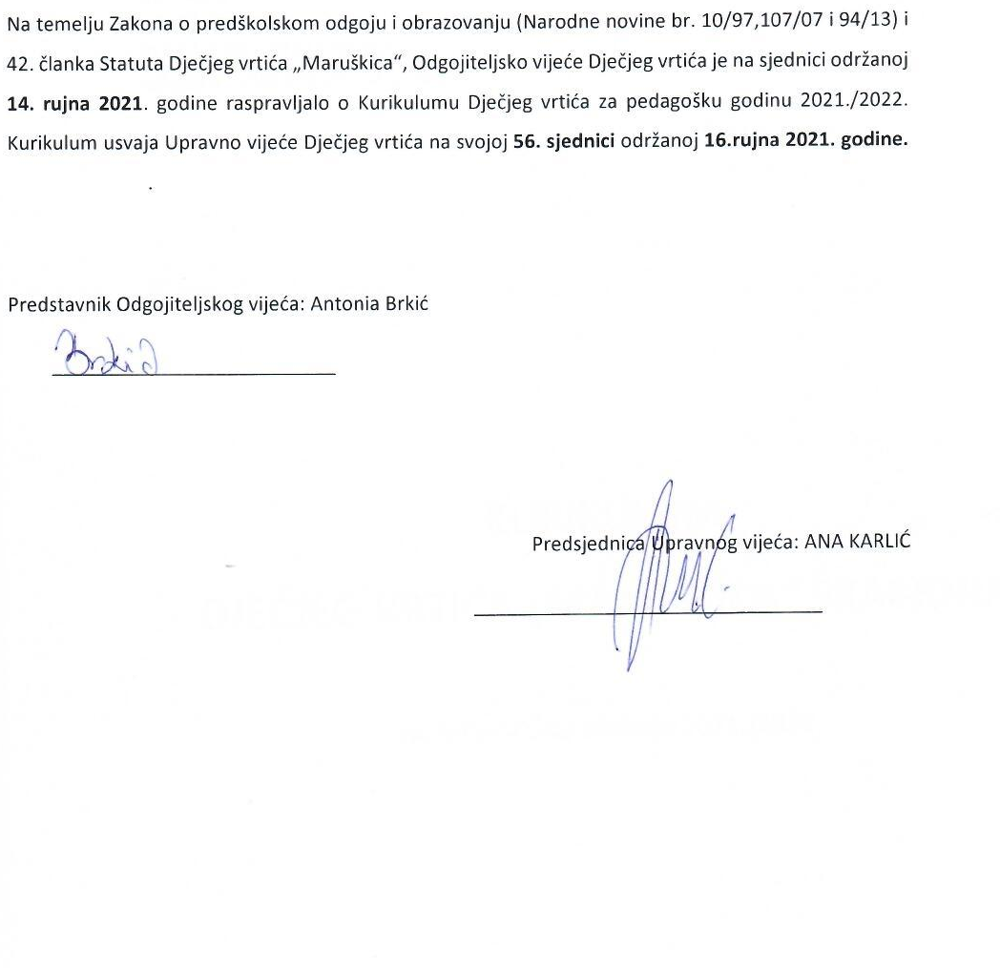 Na temelju Zakona o predškolskom odgoju i obrazovanju (Narodne novine br. 10/97,107/07 i 94/13) i
42. članka Statuta Dječjeg vrtića „Maruškica“, Odgojiteljsko vijeće Dječjeg vrtića je na sjednici održanoj
14. rujna 2021. godine raspravljalo o Kurikulumu Dječjeg vrtića za pedagošku godinu 2021./2022.
Kurikulum usvaja Upravno vijeće Dječjeg vrtića na svojoj 56. sjednici održanoj 16.rujna 2021. godine.
Predstavnik Odgojiteljskog vijeća: Antonia Brkić
Brkić
Predsjednica Upravnog vijeća: ANA KARLIĆ